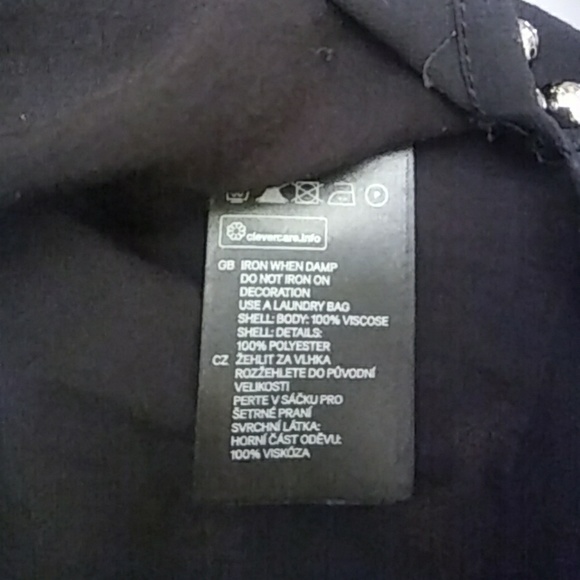 clevercare.info
GB IRON WHEN DAMP
DO NOT IRON ON
DECORATION
USE A LAUNDRY BAG
SHELL: BODY: 100% VISCOSE
SHELL: DETAILS:
100% POLYESTER
CZ ŽEHLIT ZA VLHKA
ROZŽEHLETE DO PŮVODNÍ
VELIKOSTI
PERTE V SÁČKU PRO
ŠETRNÉ PRANÍ
SVRCHNÍ LÁTKA:
HORNÍ ČÁST ODĚVU:
100% VISKÓZA